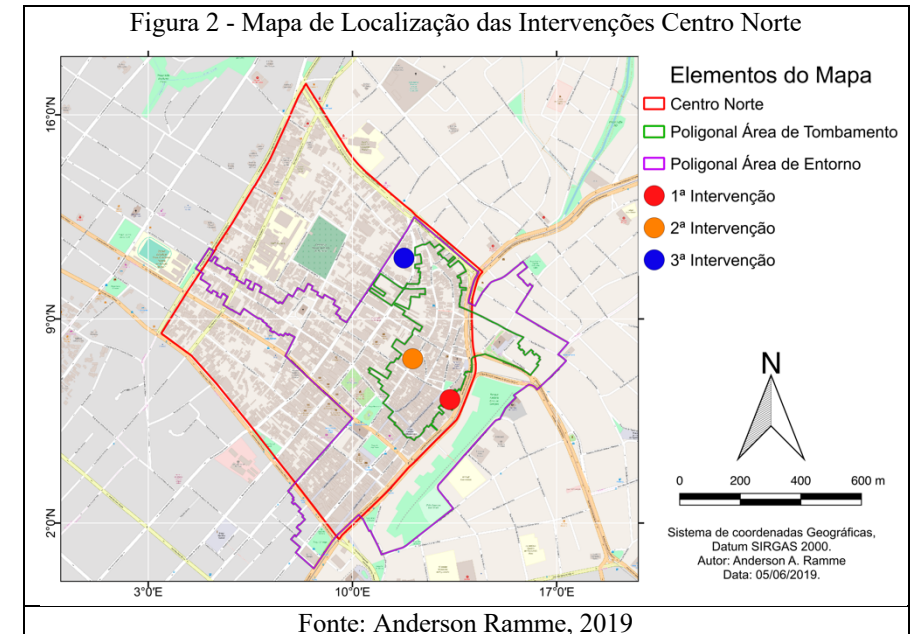 Figura 2 - Mapa de Localização das Intervenções Centro Norte
Elementos do Mapa
Centro Norte
Poligonal Área de Tombamento
Poligonal Área de Entorno
1ª Intervenção
2ª Intervenção
3ª Intervenção
16°0'N
9°0'N
2°0'N
3°0'E
10°0'E
17°0'E
N
0 200 400 600 m
Sistema de coordenadas Geográficas,
Datum SIRGAS 2000.
Autor: Anderson A. Ramme
Data: 05/06/2019.
Fonte: Anderson Ramme, 2019